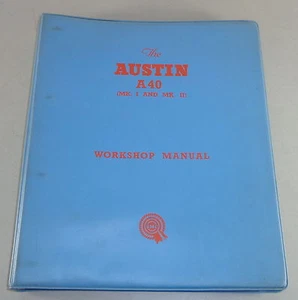 The
AUSTIN
A40
(MK. I AND MK. II)
WORKSHOP MANUAL